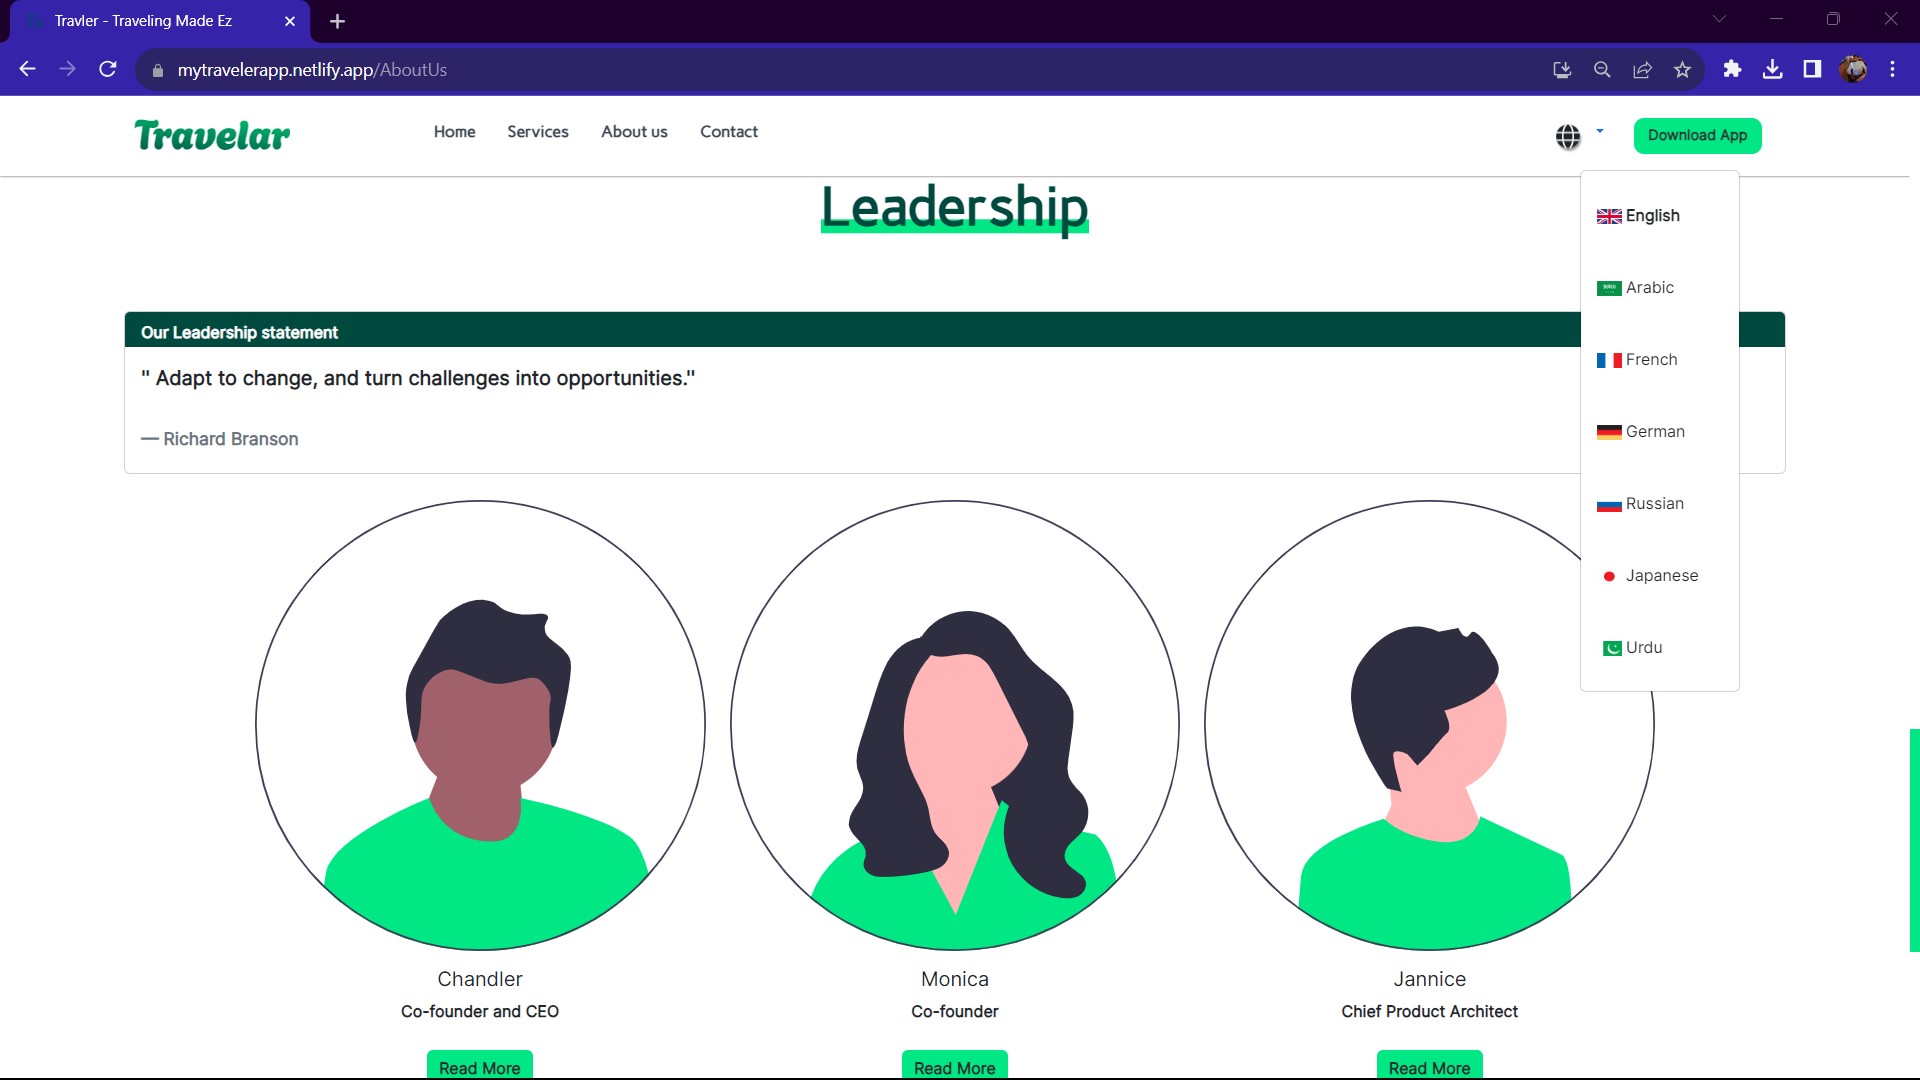 Travler - Traveling Made Ez
mytravelerapp.netlify.app/AboutUs
Travelar
Home Services About us Contact
Download App
Leadership
English
Arabic
French
German
Russian
Japanese
Urdu
Our Leadership statement
" Adapt to change, and turn challenges into opportunities."
— Richard Branson
Chandler
Co-founder and CEO
Read More
Monica
Co-founder
Read More
Jannice
Chief Product Architect
Read More